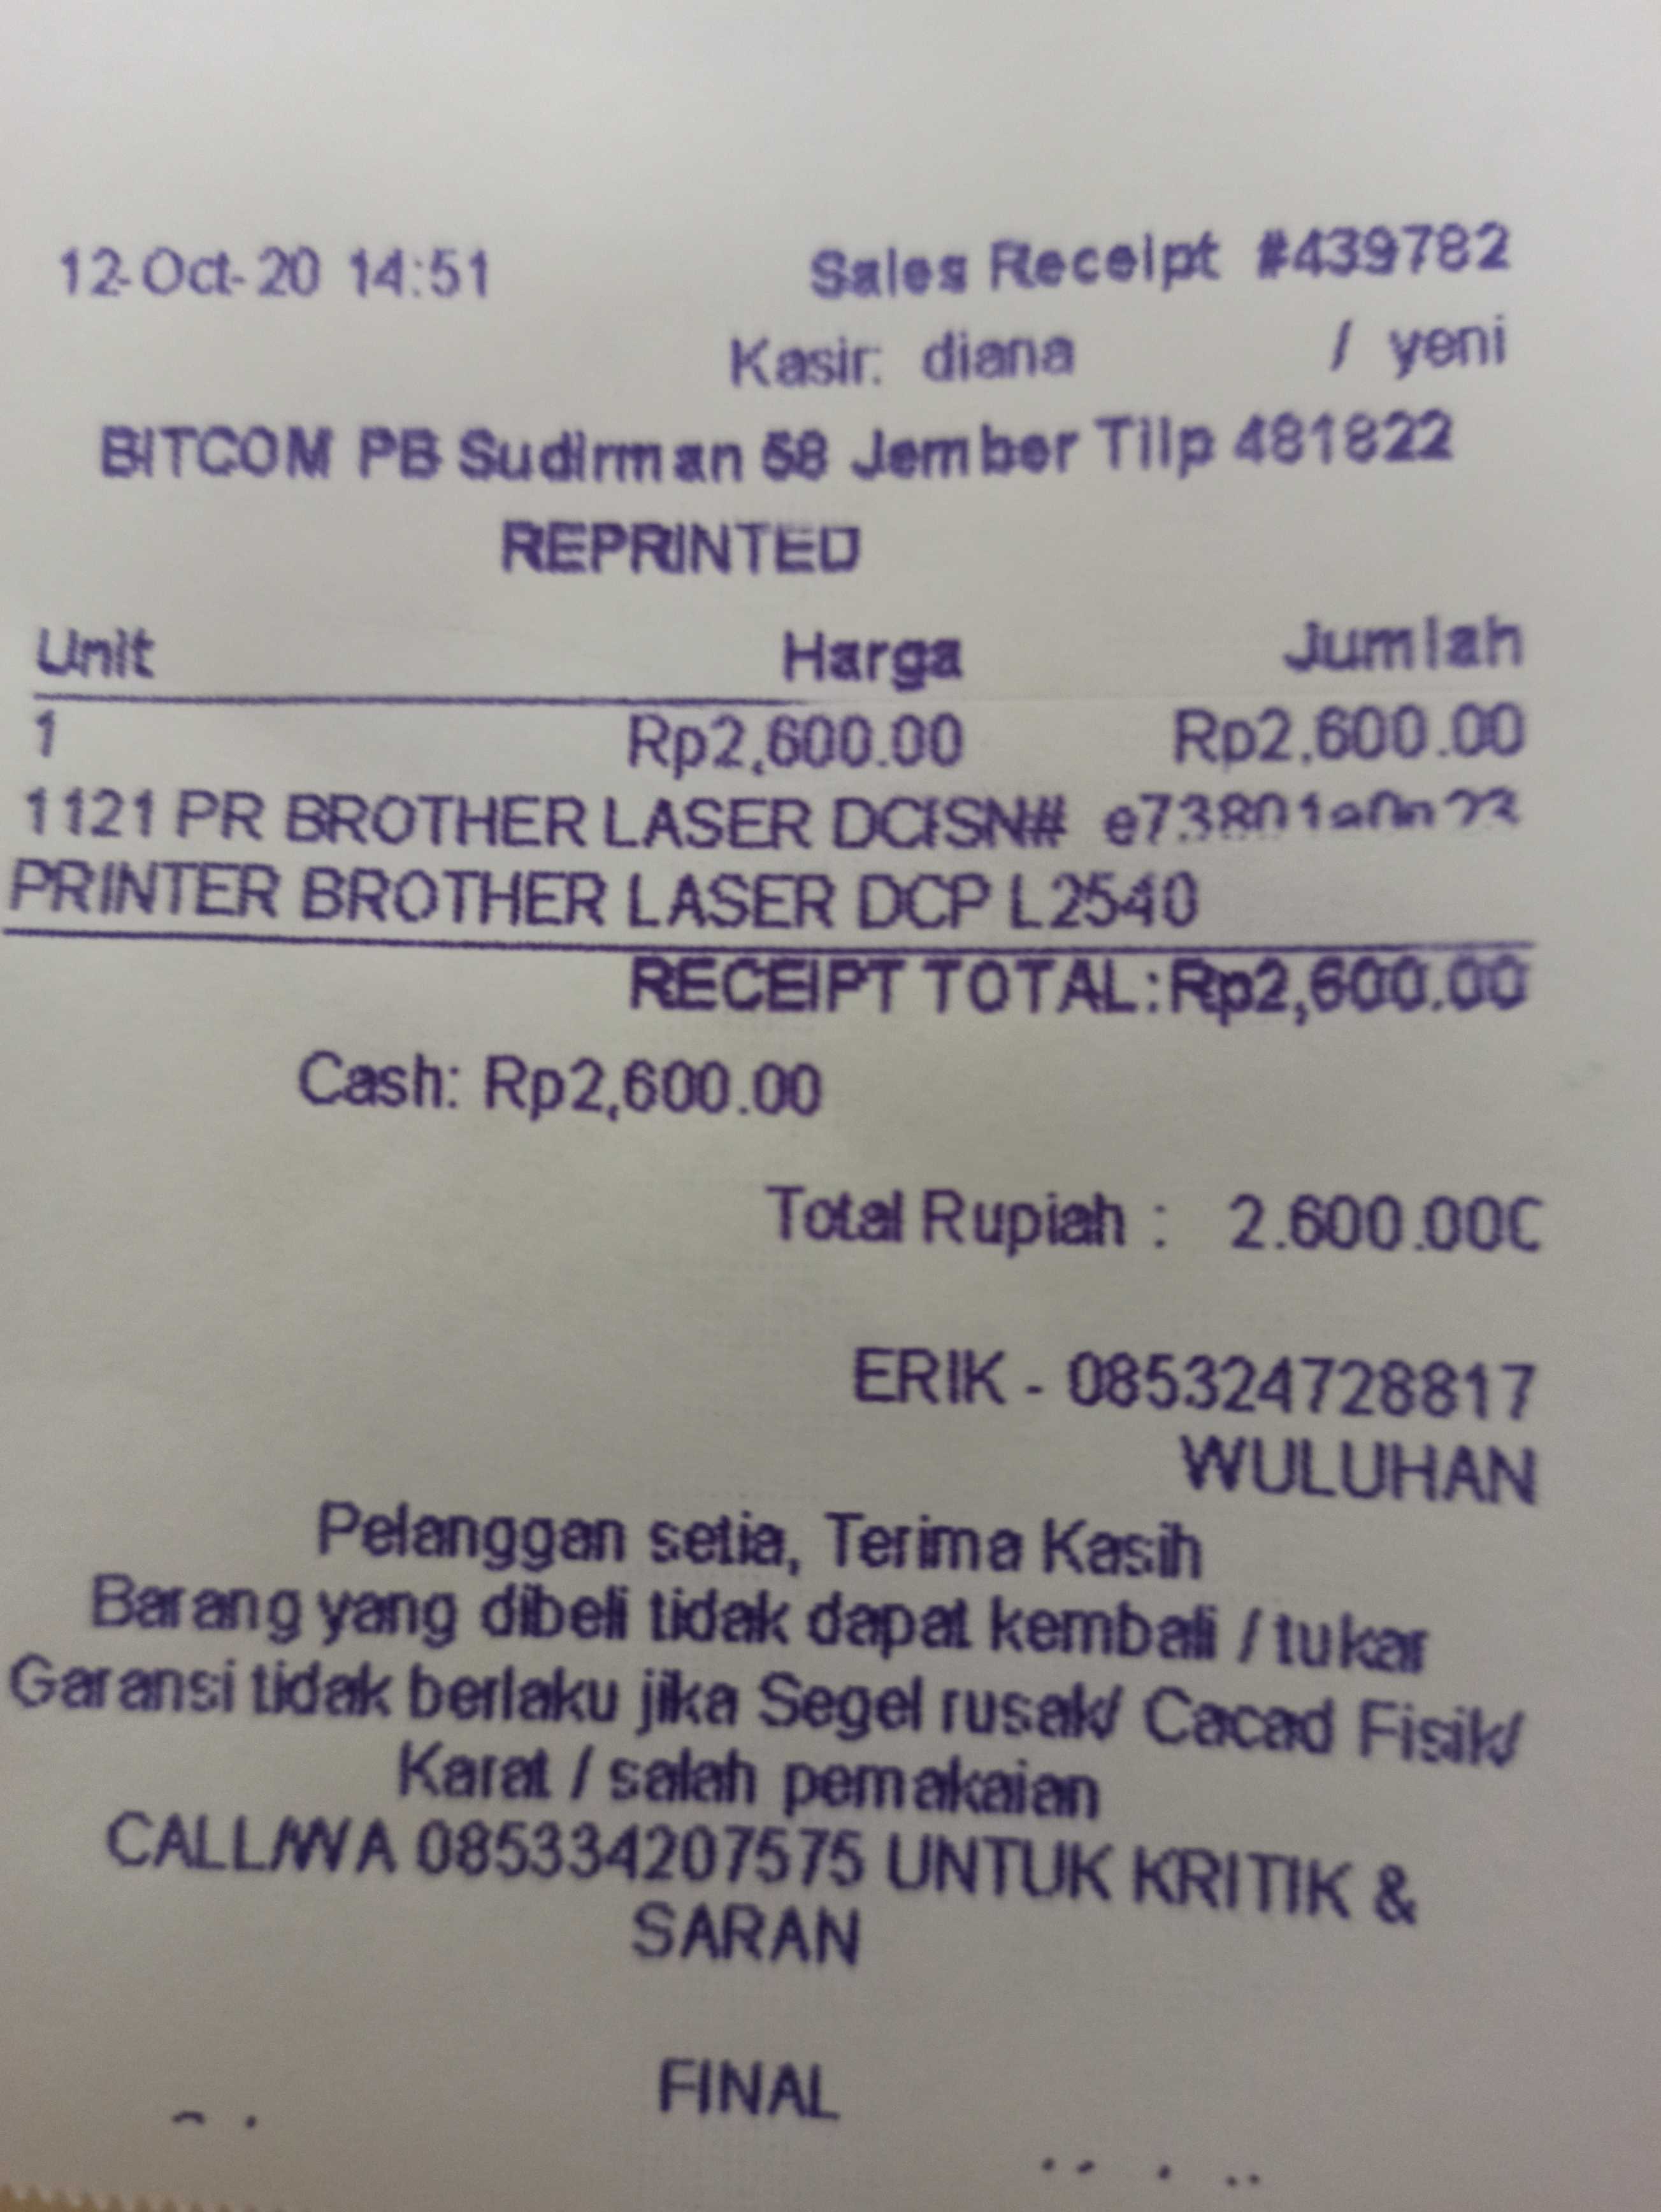 12-Oct-20 14:51 Sales Receipt #439782
Kasir: diana / yeni
BITCOM PB Sudirman 58 Jember Tilp 481822
REPRINTED
Unit Harga Jumlah
1 Rp2,600.00 Rp2,600.00
1121 PR BROTHER LASER DCISN#
PRINTER BROTHER LASER DCP L2540
RECEIPT TOTAL: Rp2,600.00
Cash: Rp2,600.00
Total Rupiah : 2.600.000
ERIK - 085324728817
WULUHAN
Pelanggan setia, Terima Kasih
Barang yang dibeli tidak dapat kembali / tukar
Garansi tidak berlaku jika Segel rusak/ Cacad Fisik/
Karat / salah pemakaian
CALL/WA 085334207575 UNTUK KRITIK &
SARAN
FINAL